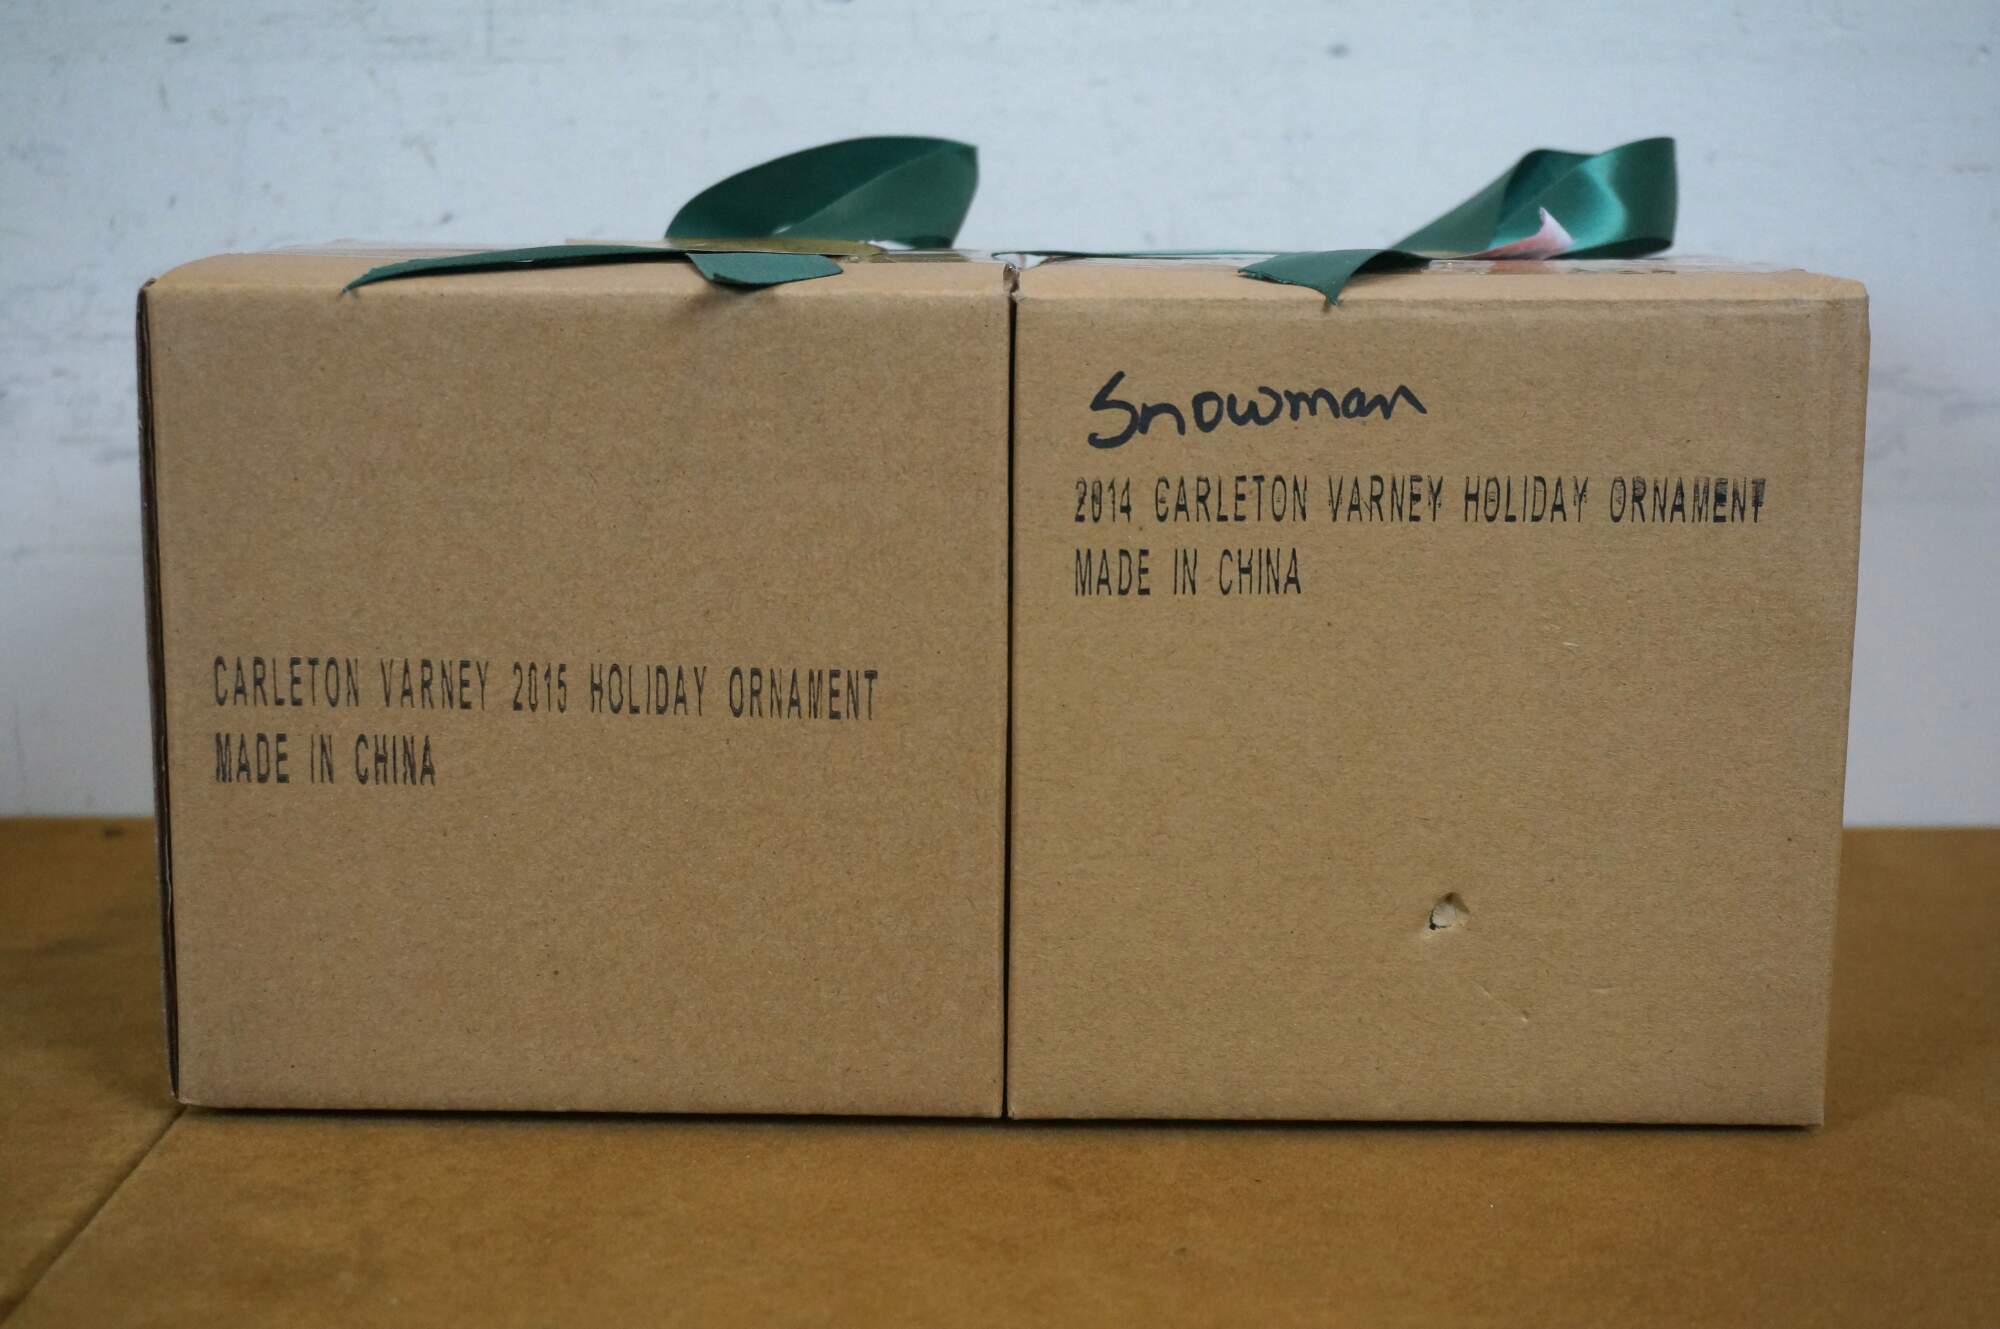 CARLETON VARNEY 2015 HOLIDAY ORNAMENT
MADE IN CHINA
Snowman
2014 CARLETON VARNEY HOLIDAY ORNAMENT
MADE IN CHINA